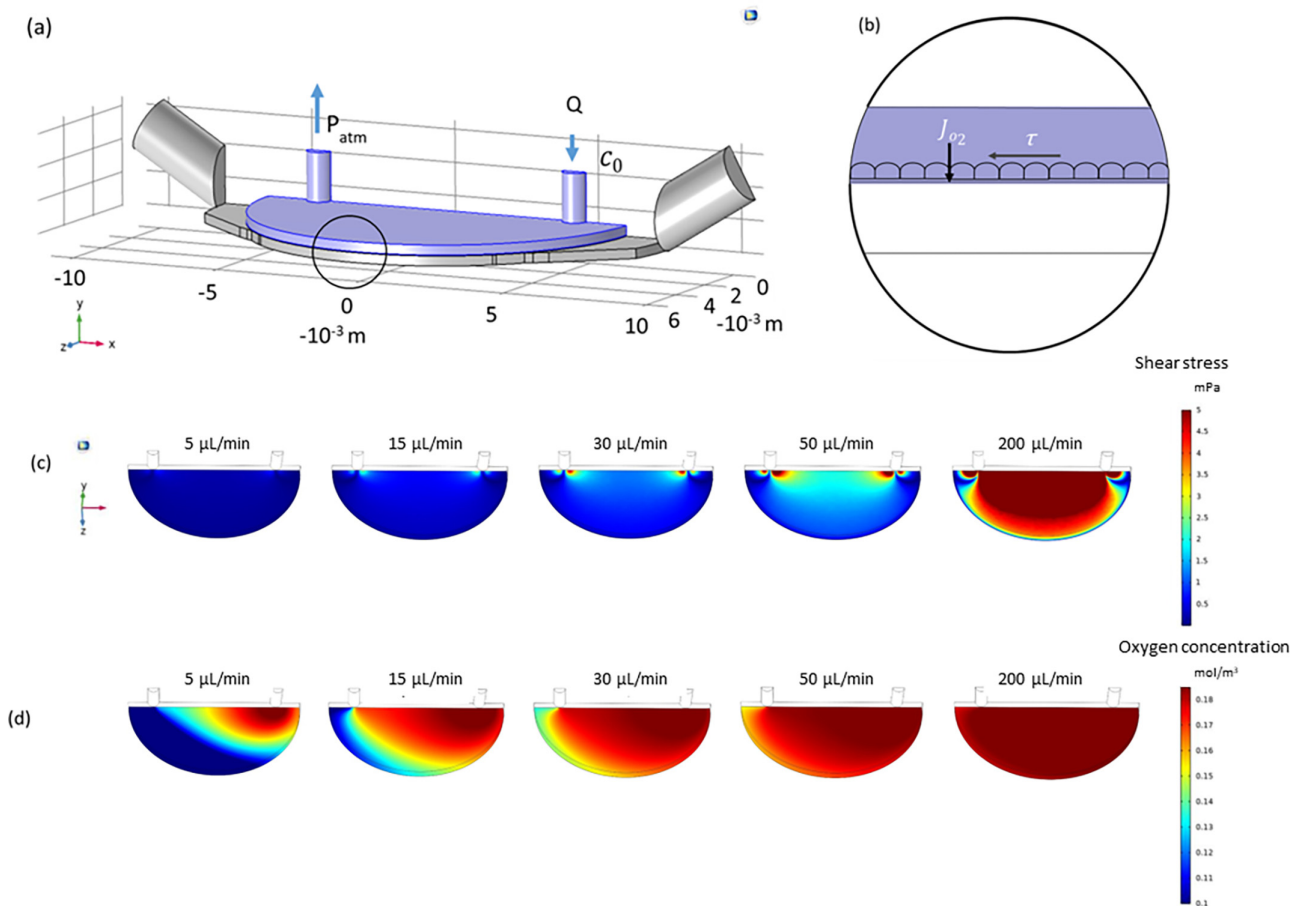 (a)
P atm
Q
C₀
-10
-5
0
5
10
-10⁻³ m
6
4
2
0
-10⁻³ m
y
z
x
(b)
J o₂
τ
Shear stress
mPa
(c)
5 µL/min
15 µL/min
30 µL/min
50 µL/min
200 µL/min
y
z
5
4.5
4
3.5
3
2.5
2
1.5
1
0.5
Oxygen concentration
mol/m³
(d)
5 µL/min
15 µL/min
30 µL/min
50 µL/min
200 µL/min
0.18
0.17
0.16
0.15
0.14
0.13
0.12
0.11
0.1